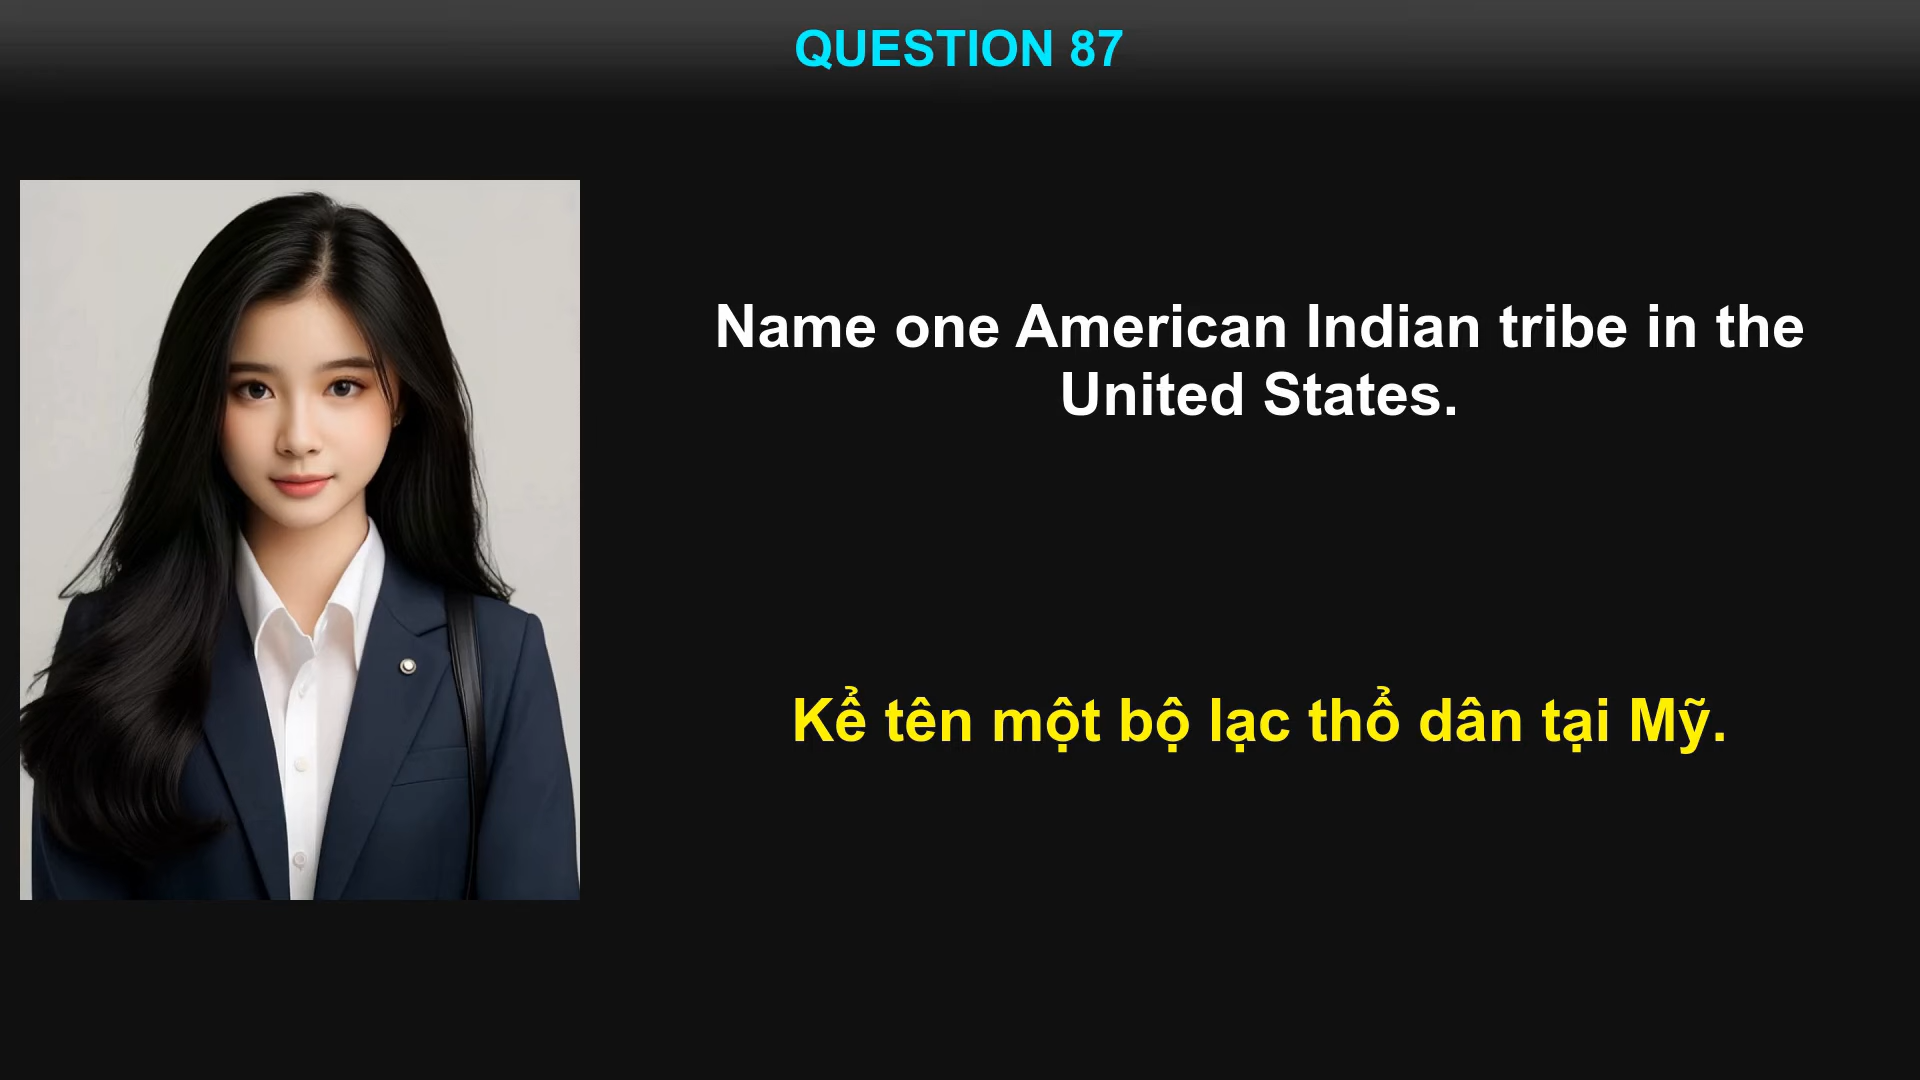 QUESTION 87
Name one American Indian tribe in the
United States.
Kể tên một bộ lạc thổ dân tại Mỹ.